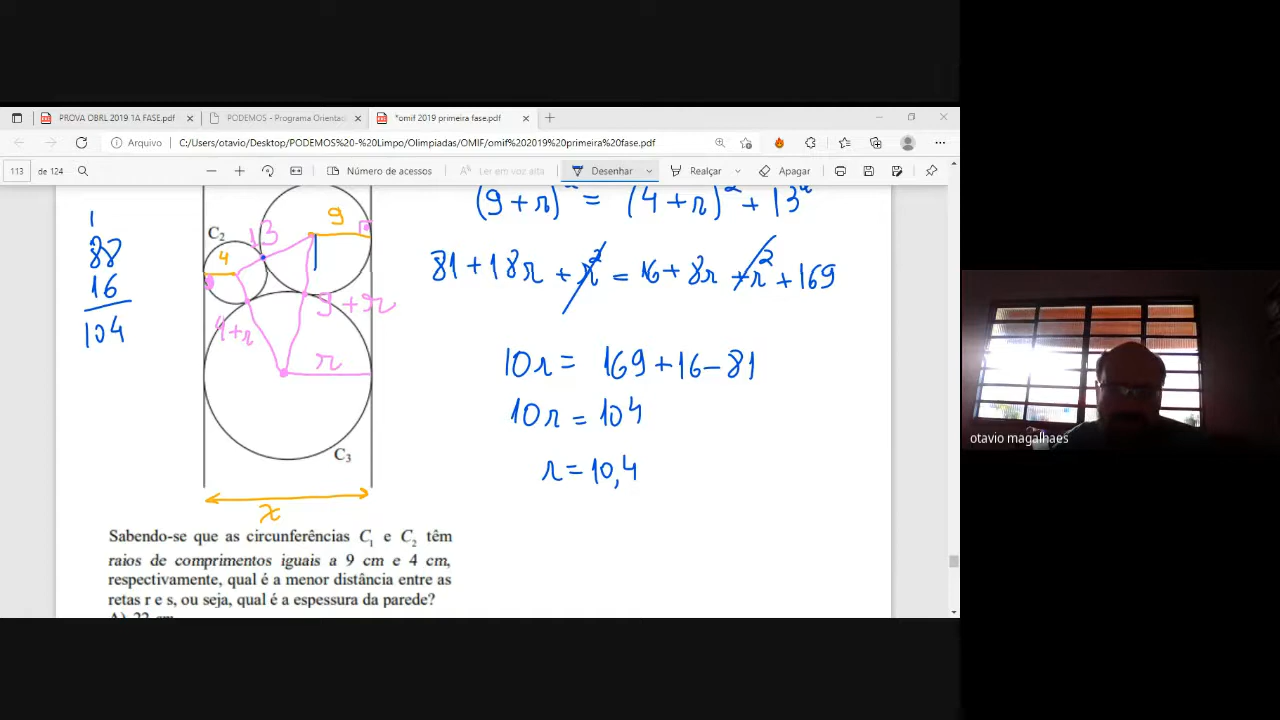 PROVA OBRL 2019.1A FASE.pdf
PODEMOS - Programa Orientac
*omif 2019 primeira fase.pdf
Arquivo
C:/Users/otavio/Desktop/PODEMOS%20-%20Limpo/Olimpiadas/OMIF/omif%202019%20primeira%20fase.pdf
113 de 124
Número de acessos
Ler em voz alta
Desenhar
Realçar
Apagar
1
88
16
104
C2
4
13
9
4+r
9+r
r
C3
x
(9+r)² = (4+r)² + 13²
81+18r+r² = 16+8r+r²+169
10r = 169+16-81
10r = 104
r = 10,4
Sabendo-se que as circunferências C1 e C2 têm
raios de comprimentos iguais a 9 cm e 4 cm,
respectivamente, qual é a menor distância entre as
retas r e s, ou seja, qual é a espessura da parede?
otavio magalhaes